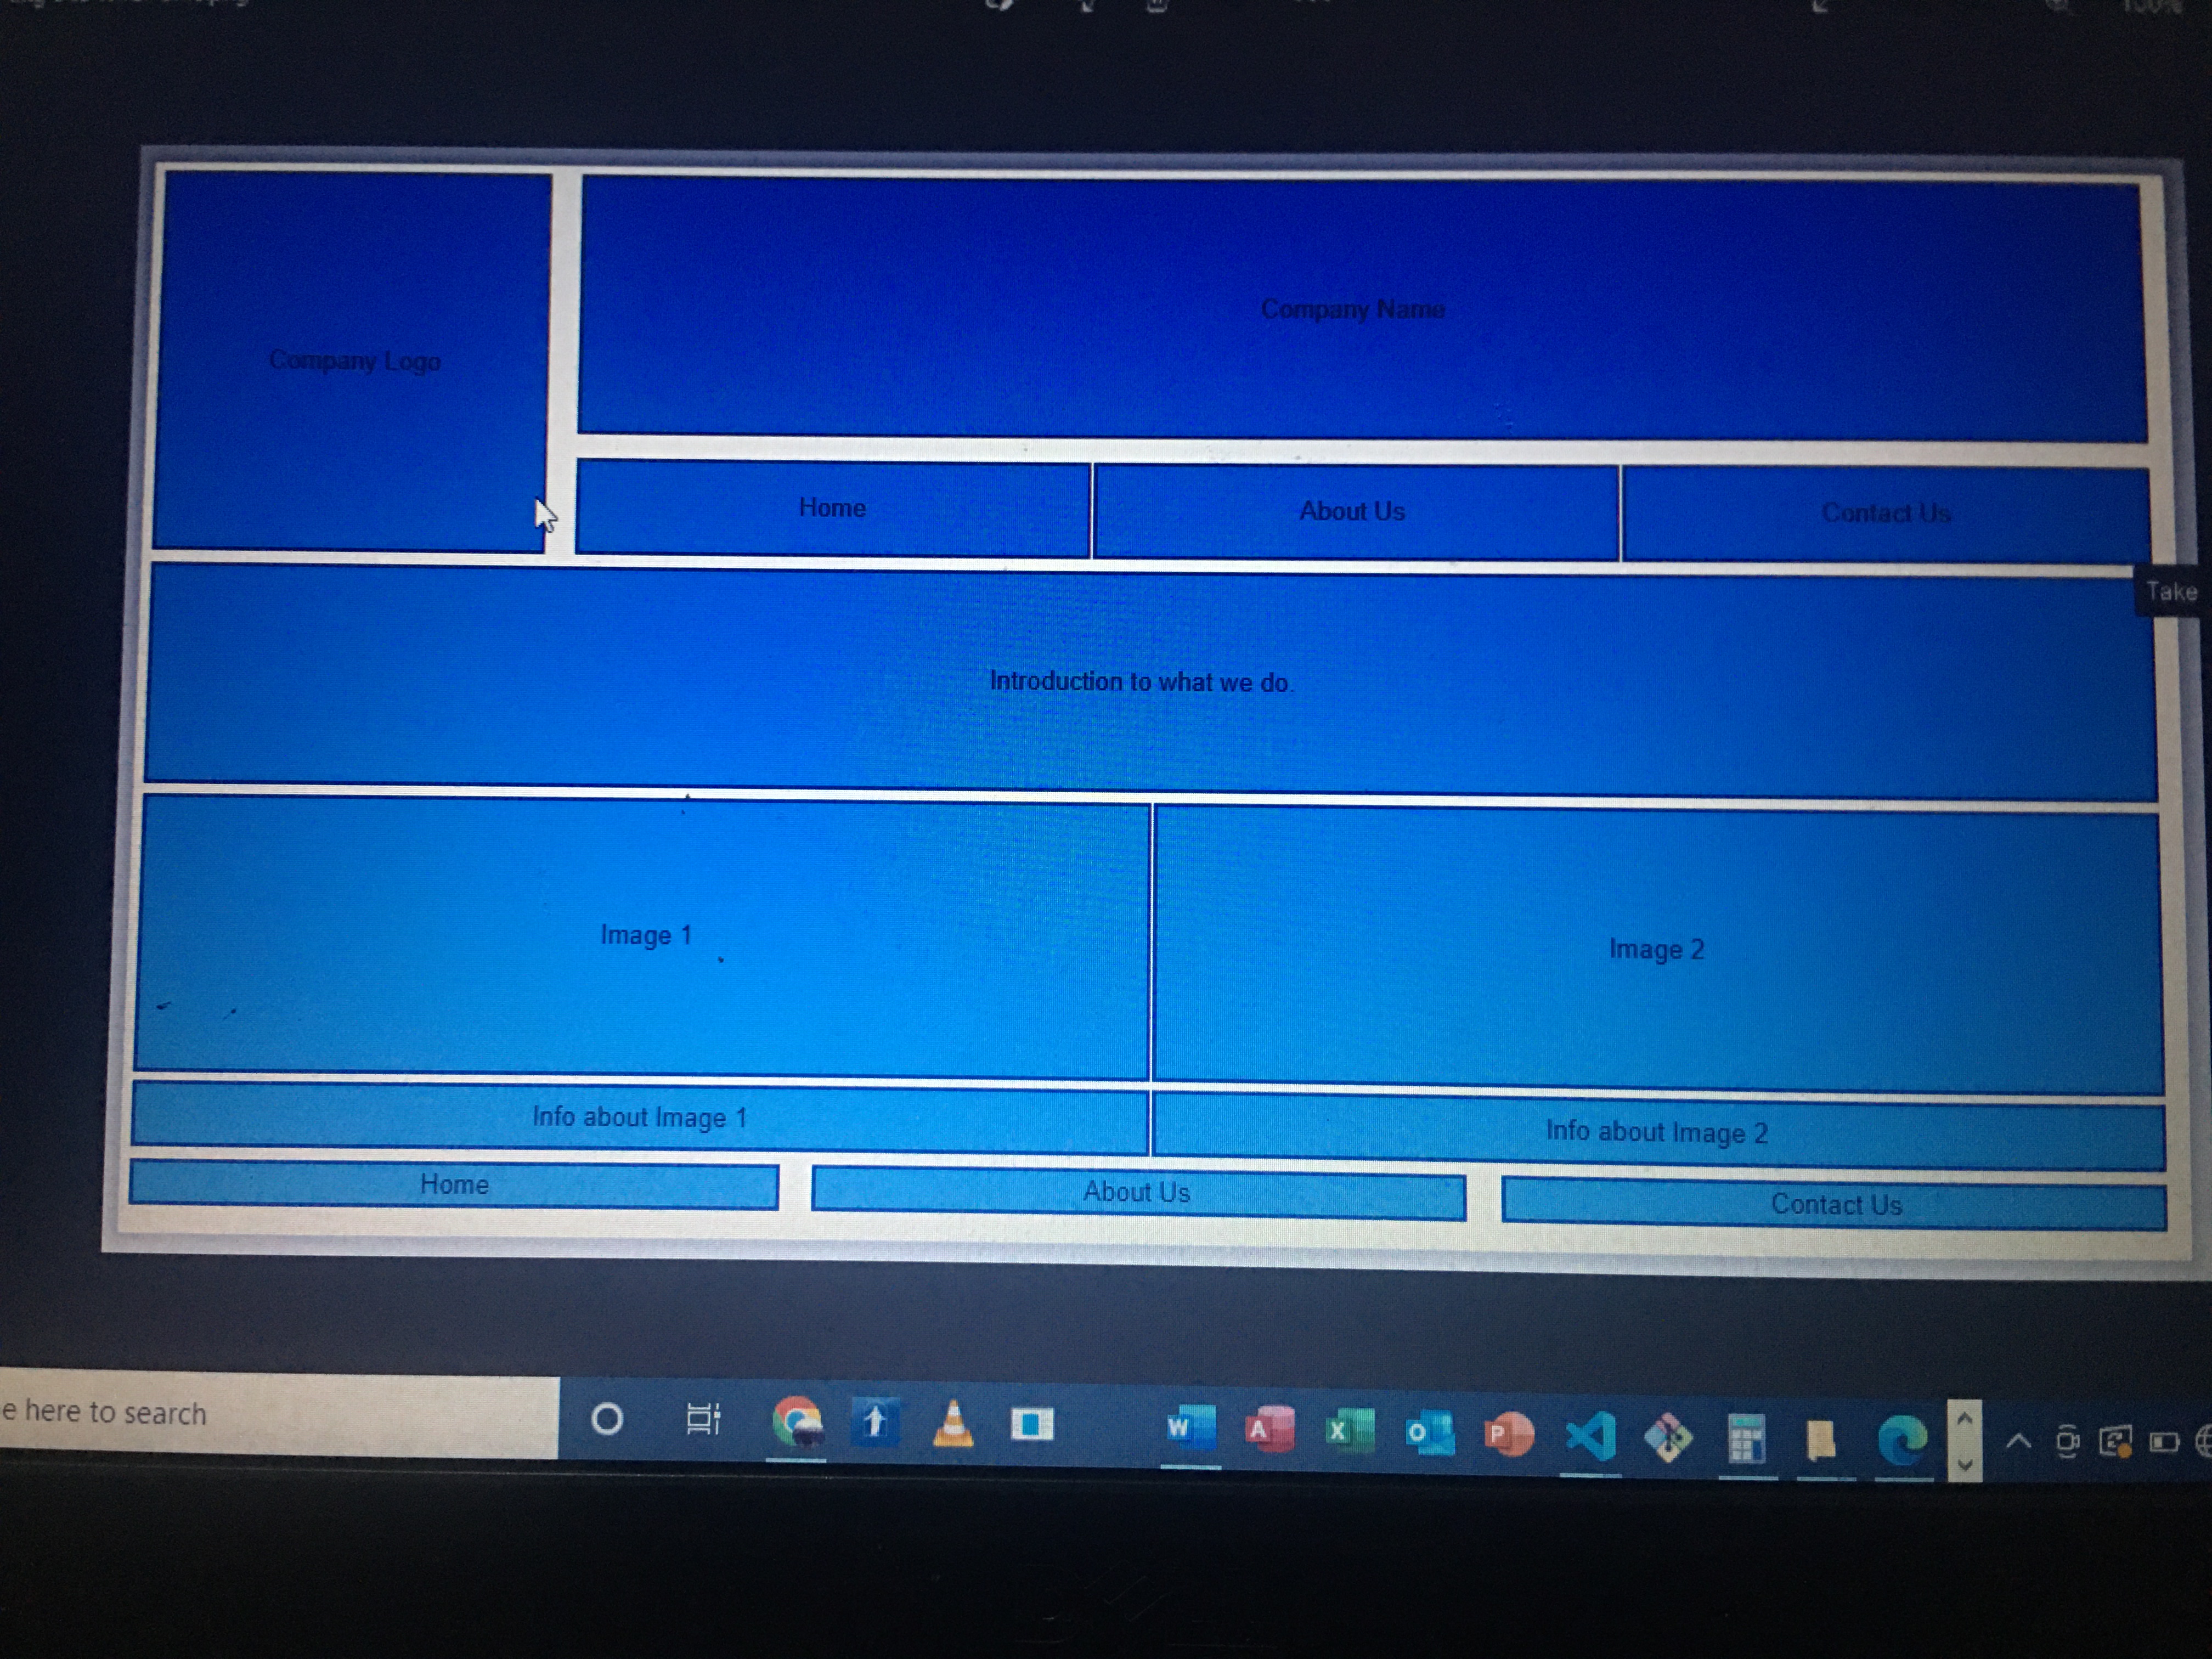 100%
Company Logo
Company Name
Home
About Us
Contact Us
Take
Introduction to what we do.
Image 1
Image 2
Info about Image 1
Info about Image 2
Home
About Us
Contact Us
e here to search